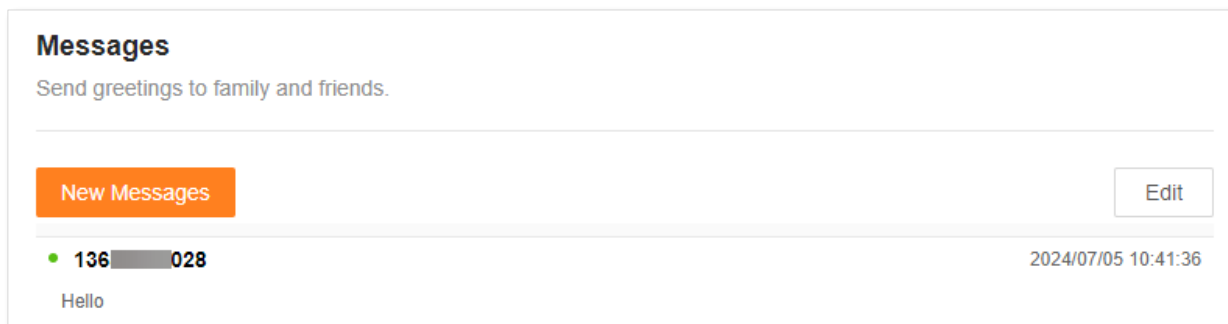 Messages
Send greetings to family and friends.
New Messages
Edit
136 028
2024/07/05 10:41:36
Hello